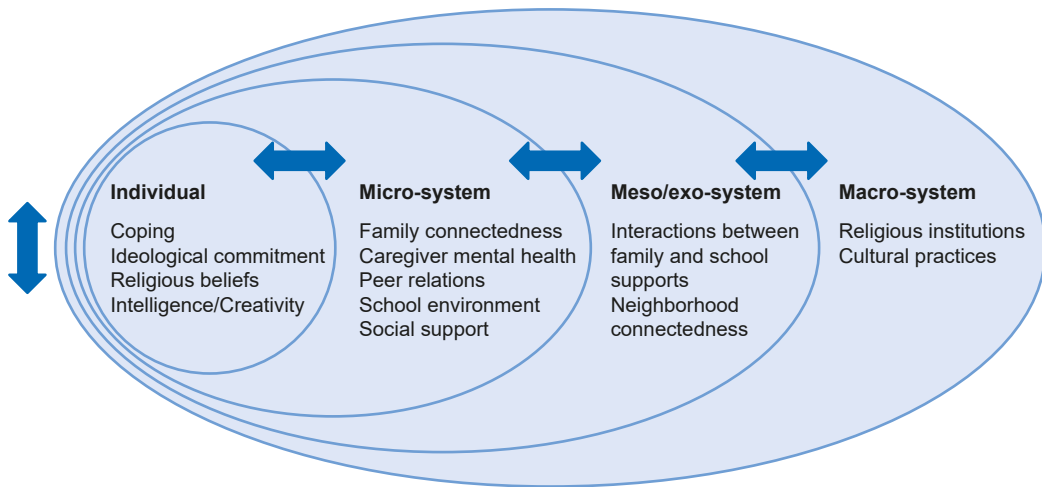 Individual
Coping
Ideological commitment
Religious beliefs
Intelligence/Creativity
Micro-system
Family connectedness
Caregiver mental health
Peer relations
School environment
Social support
Meso/exo-system
Interactions between
family and school
supports
Neighborhood
connectedness
Macro-system
Religious institutions
Cultural practices